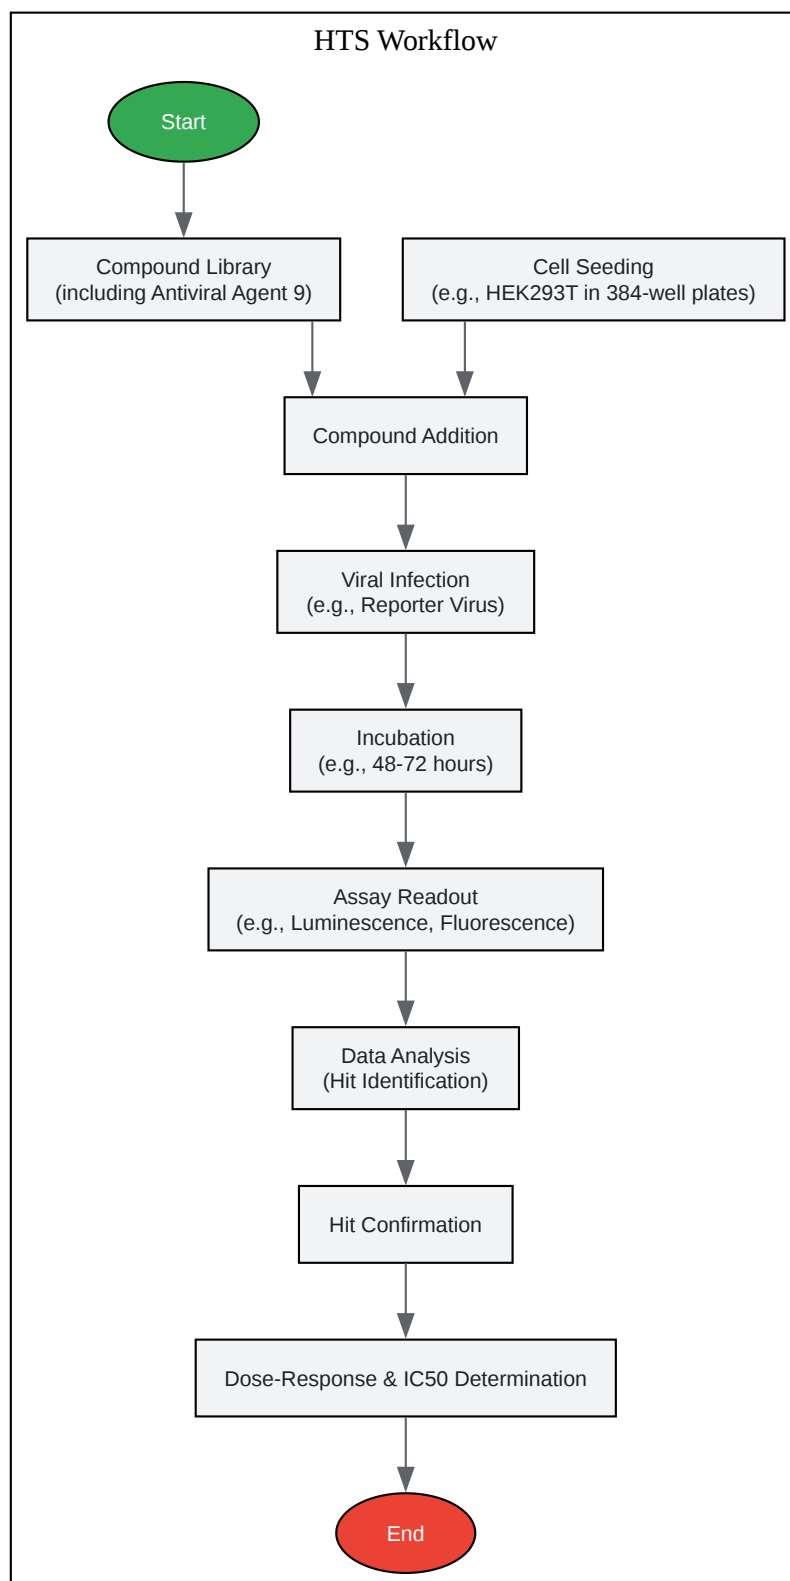 HTS Workflow
Start
Compound Library
(including Antiviral Agent 9)
Cell Seeding
(e.g., HEK293T in 384-well plates)
Compound Addition
Viral Infection
(e.g., Reporter Virus)
Incubation
(e.g., 48-72 hours)
Assay Readout
(e.g., Luminescence, Fluorescence)
Data Analysis
(Hit Identification)
Hit Confirmation
Dose-Response & IC50 Determination
End